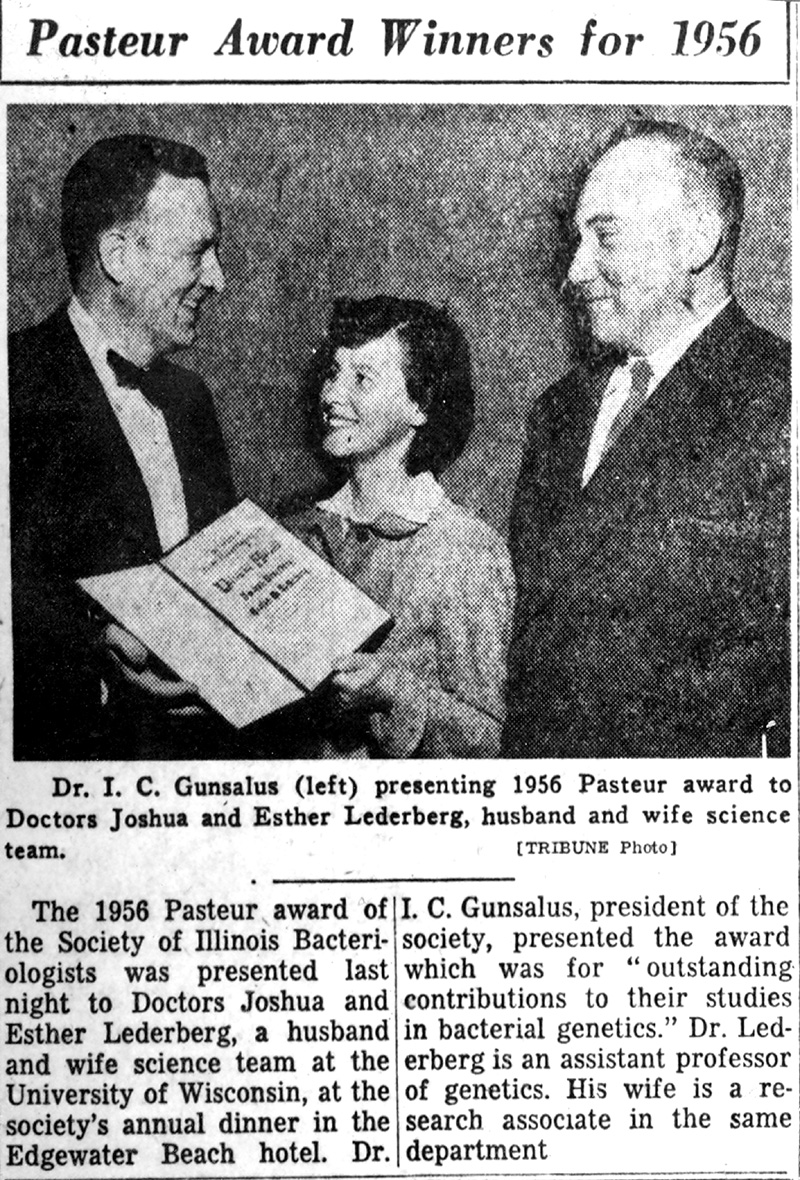 Pasteur Award Winners for 1956
Dr. I. C. Gunsalus (left) presenting 1956 Pasteur award to
Doctors Joshua and Esther Lederberg, husband and wife science
team.
[TRIBUNE Photo]
The 1956 Pasteur award of
the Society of Illinois Bacteri-
ologists was presented last
night to Doctors Joshua and
Esther Lederberg, a husband
and wife science team at the
University of Wisconsin, at the
society's annual dinner in the
Edgewater Beach hotel. Dr.
I. C. Gunsalus, president of the
society, presented the award
which was for "outstanding
contributions to their studies
in bacterial genetics." Dr. Led-
erberg is an assistant professor
of genetics. His wife is a re-
search associate in the same
department